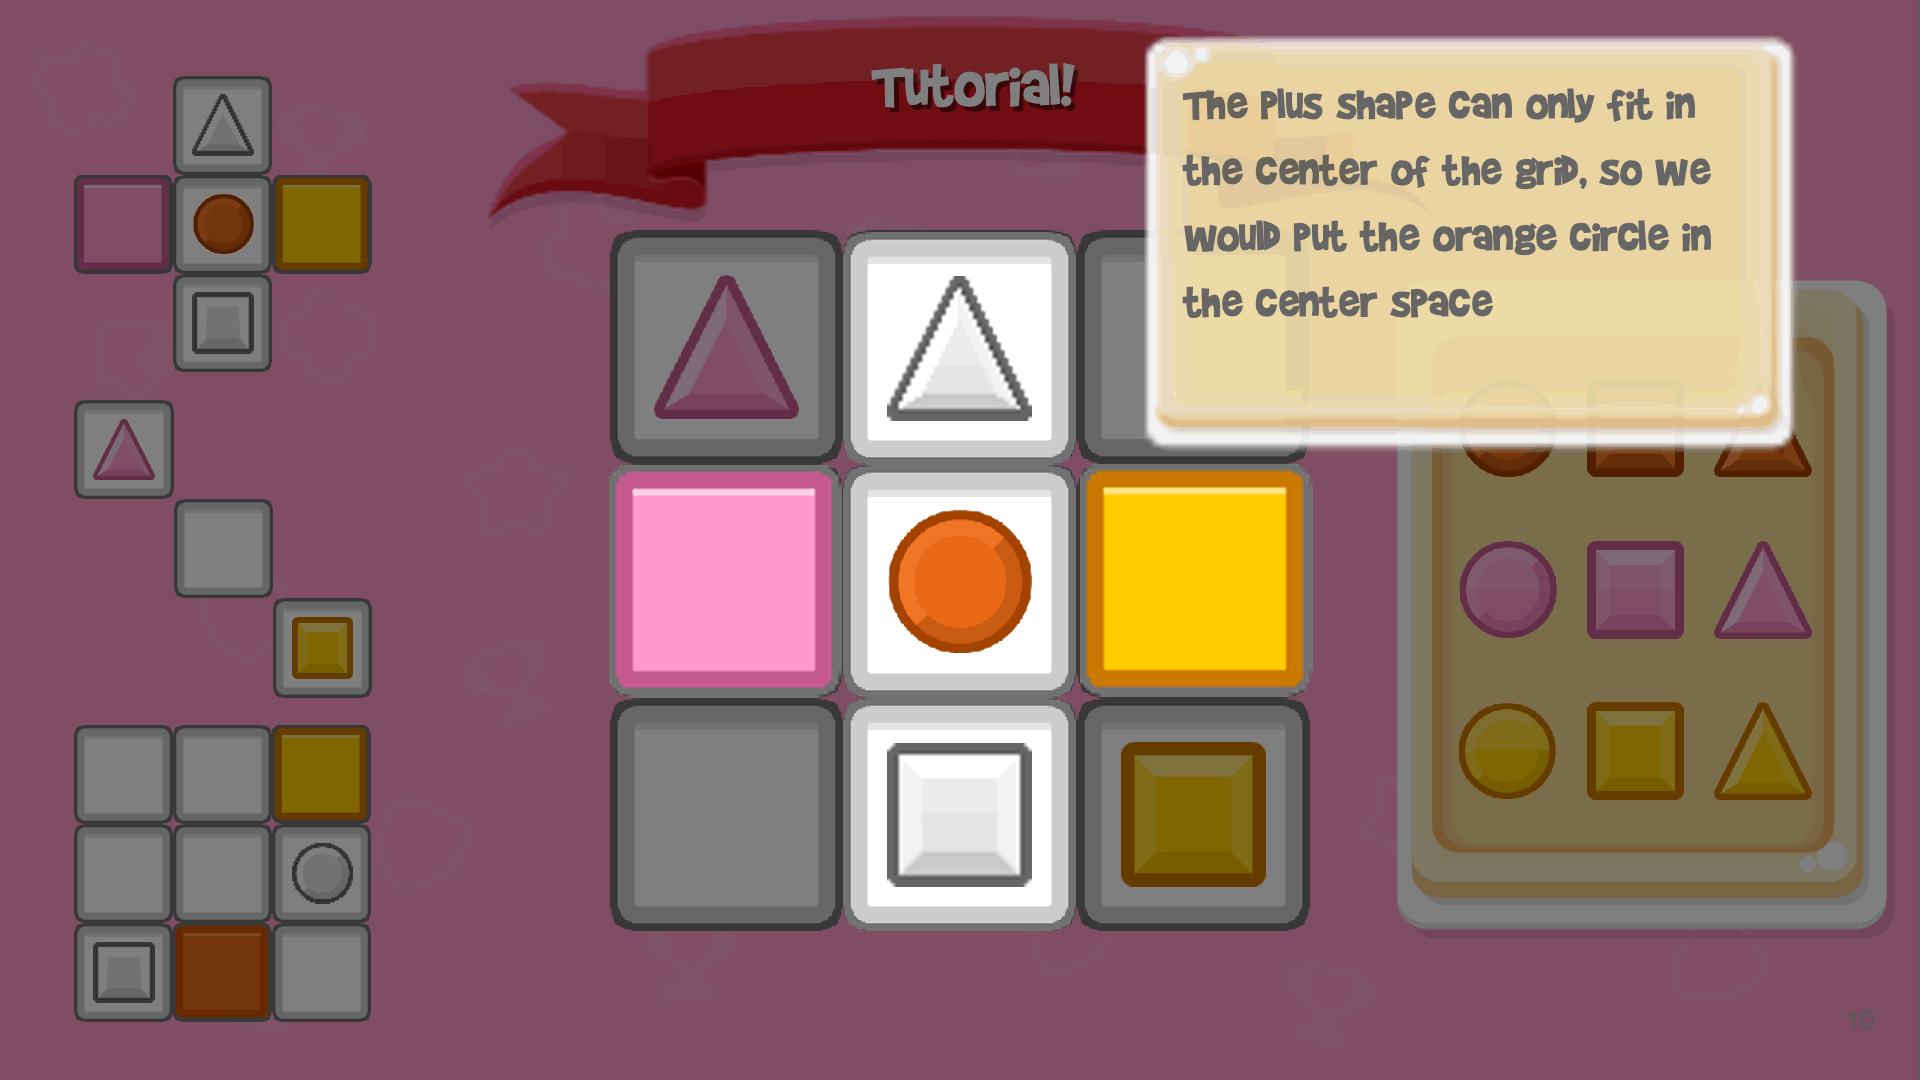 Tutorial!
The plus shape can only fit in
the center of the grid, so we
would put the orange circle in
the center space
10